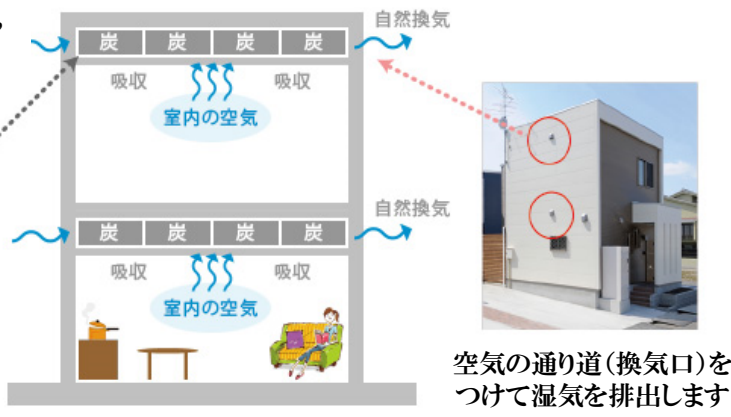 自然換気
炭 炭 炭 炭
吸収 吸収
室内の空気
自然換気
炭 炭 炭 炭
吸収 吸収
室内の空気
空気の通り道（換気口）を
つけて湿気を排出します